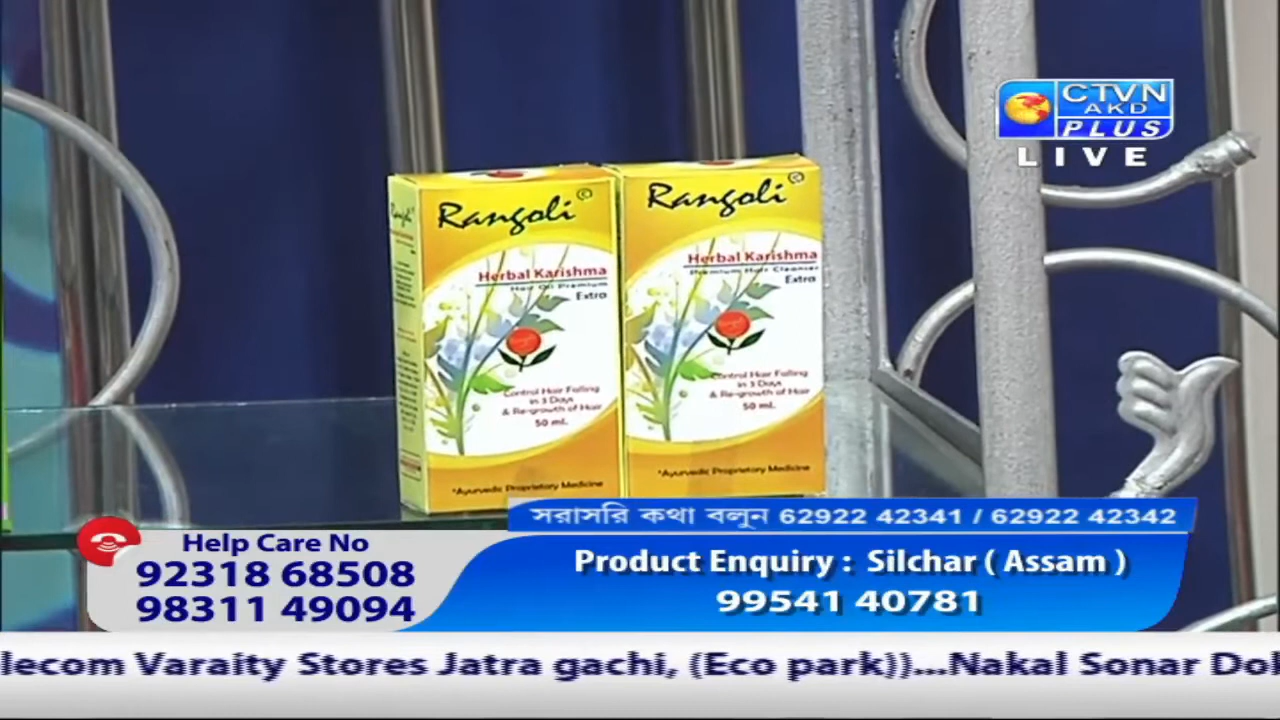 CTVN
AKD
PLUS
LIVE
Rangoli
Herbal Karishma
Hair Oil Premium
Extra
Control Hair Falling
in 3 Days
& Re-growth of Hair
50 ml.
*Ayurvedic Proprietary Medicine
Rangoli
Herbal Karishma
Premium Hair Cleanser
Extra
Control Hair Falling
in 3 Days
& Re-growth of Hair
50 ml.
*Ayurvedic Proprietary Medicine
সরাসরি কথা বলুন 62922 42341 / 62922 42342
Help Care No
92318 68508
98311 49094
Product Enquiry : Silchar ( Assam )
99541 40781
lecom Varaity Stores Jatra gachi, (Eco park))...Nakal Sonar Dol